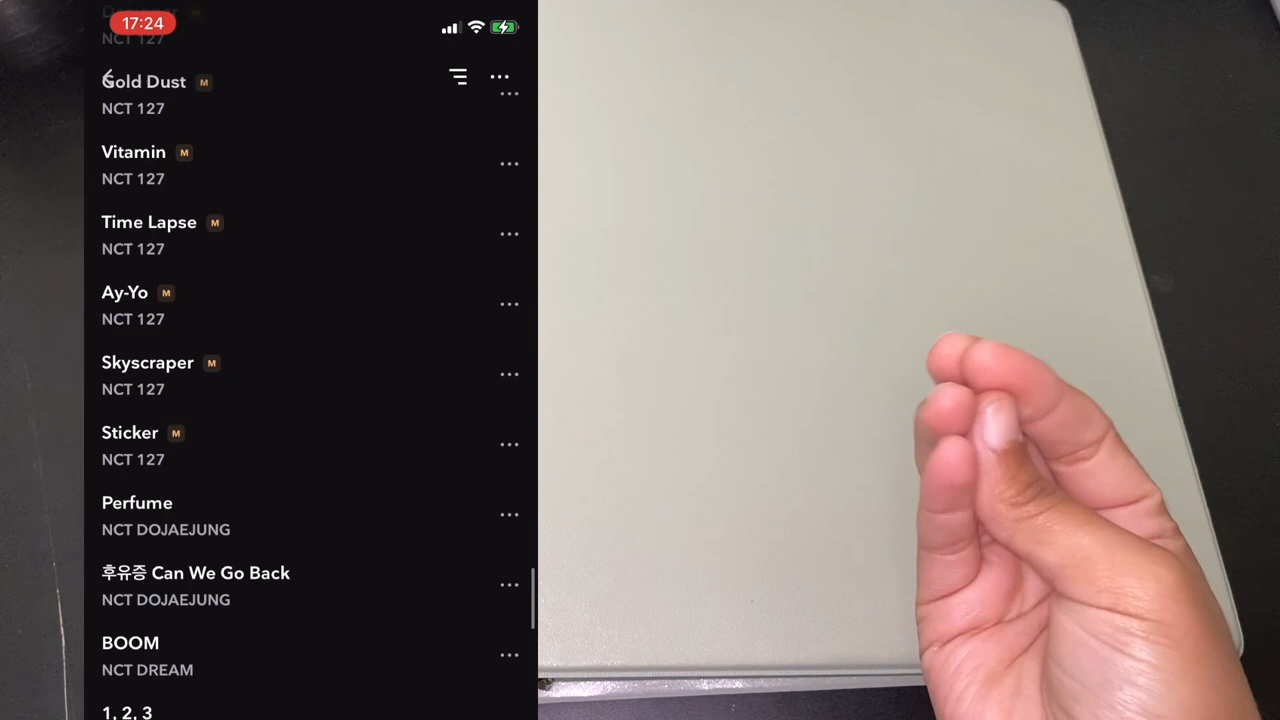 17:24
NCT 127
Gold Dust M
NCT 127
Vitamin M
NCT 127
Time Lapse M
NCT 127
Ay-Yo M
NCT 127
Skyscraper M
NCT 127
Sticker M
NCT 127
Perfume
NCT DOJAEJUNG
후유증 Can We Go Back
NCT DOJAEJUNG
BOOM
NCT DREAM
1, 2, 3